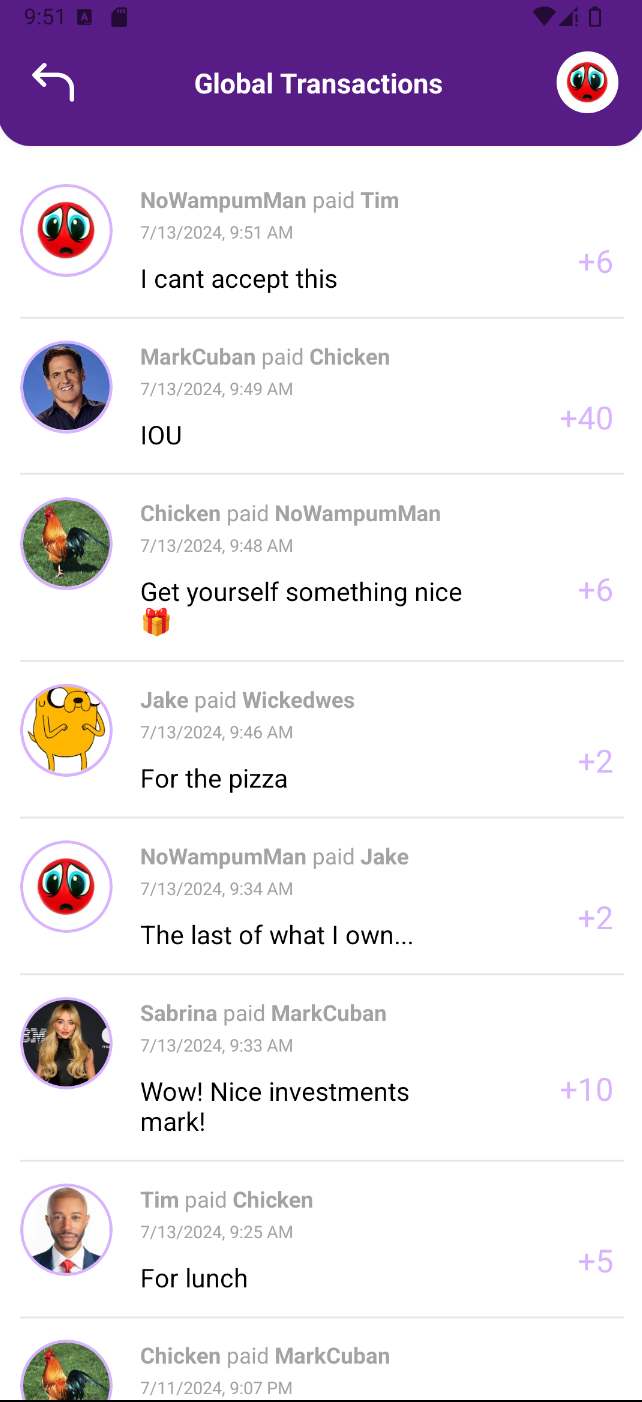 9:51
Global Transactions
NoWampumMan paid Tim
7/13/2024, 9:51 AM
I cant accept this
+6
MarkCuban paid Chicken
7/13/2024, 9:49 AM
IOU
+40
Chicken paid NoWampumMan
7/13/2024, 9:48 AM
Get yourself something nice
🎁
+6
Jake paid Wickedwes
7/13/2024, 9:46 AM
For the pizza
+2
NoWampumMan paid Jake
7/13/2024, 9:34 AM
The last of what I own...
+2
Sabrina paid MarkCuban
7/13/2024, 9:33 AM
Wow! Nice investments
mark!
+10
Tim paid Chicken
7/13/2024, 9:25 AM
For lunch
+5
Chicken paid MarkCuban
7/11/2024, 9:07 PM